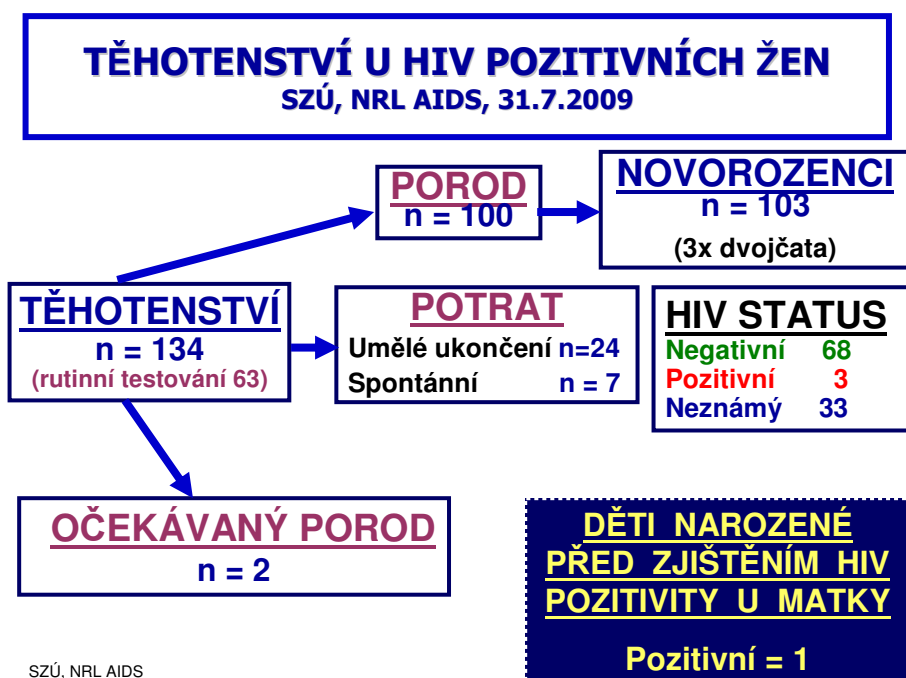 TĚHOTENSTVÍ U HIV POZITIVNÍCH ŽEN
SZÚ, NRL AIDS, 31.7.2009
POROD
n = 100
NOVOROZENCI
n = 103
(3x dvojčata)
TĚHOTENSTVÍ
n = 134
(rutinní testování 63)
POTRAT
Umělé ukončení n=24
Spontánní n = 7
HIV STATUS
Negativní 68
Pozitivní 3
Neznámý 33
OČEKÁVANÝ POROD
n = 2
DĚTI NAROZENÉ
PŘED ZJIŠTĚNÍM HIV
POZITIVITY U MATKY
Pozitivní = 1
SZÚ, NRL AIDS